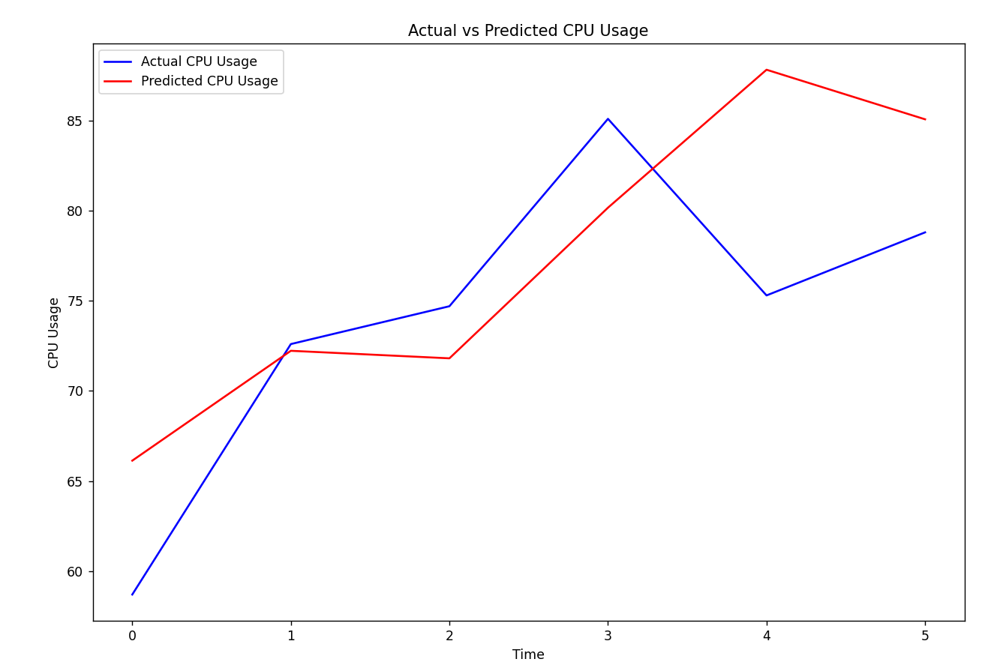 Actual vs Predicted CPU Usage
Actual CPU Usage
Predicted CPU Usage
85
80
75
70
65
60
CPU Usage
0 1 2 3 4 5
Time